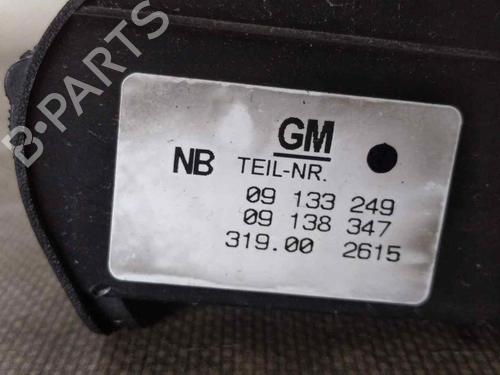 GM
NB TEIL-NR.
09 133 249
09 138 347
319.00 2615
B-PARTS